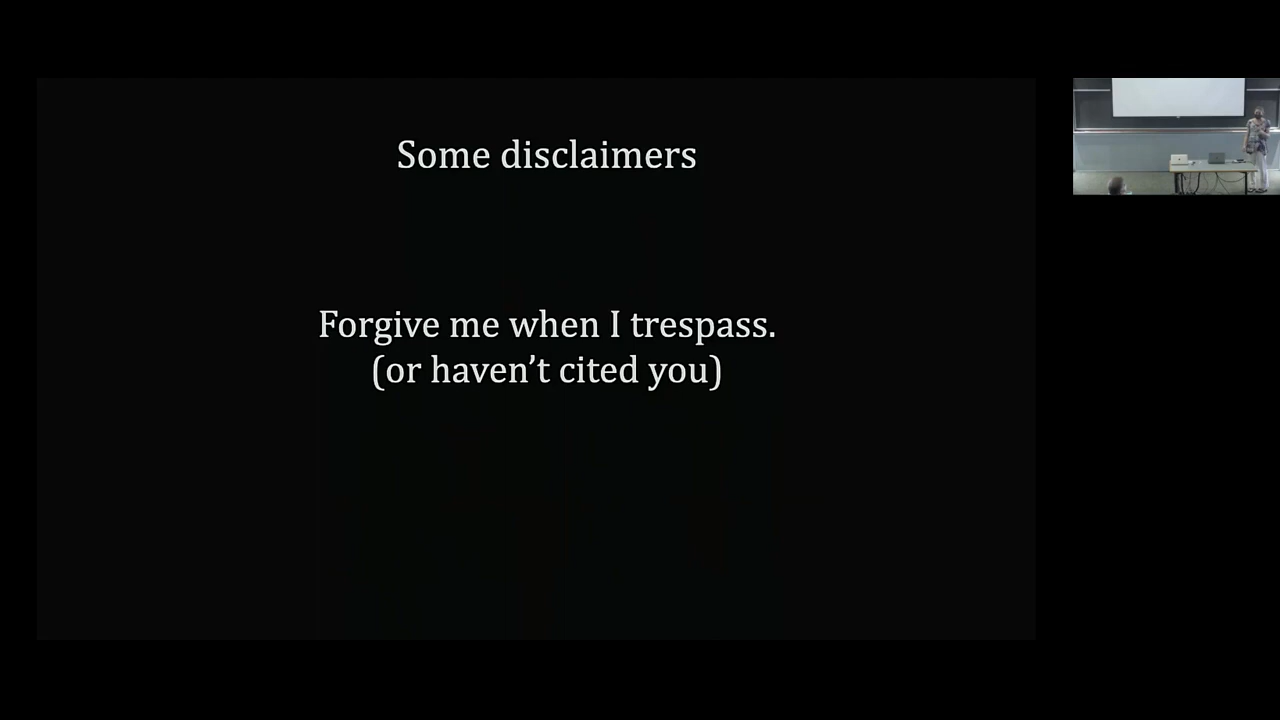 Some disclaimers
Forgive me when I trespass.
(or haven’t cited you)